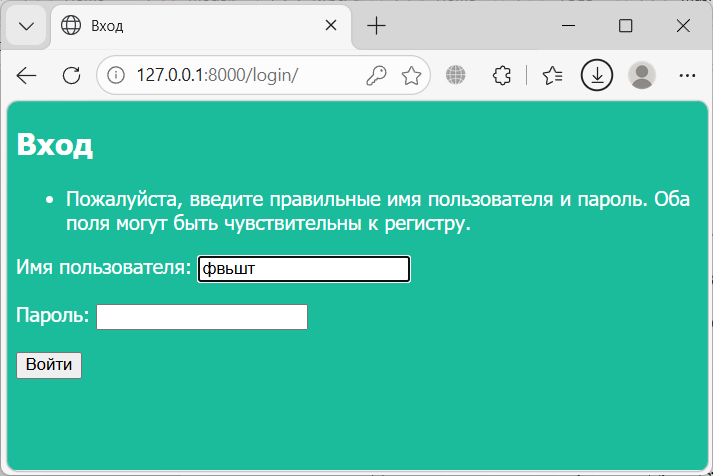 Вход
127.0.0.1:8000/login/
Вход
Пожалуйста, введите правильные имя пользователя и пароль. Оба
поля могут быть чувствительны к регистру.
Имя пользователя: фвьшт
Пароль:
Войти